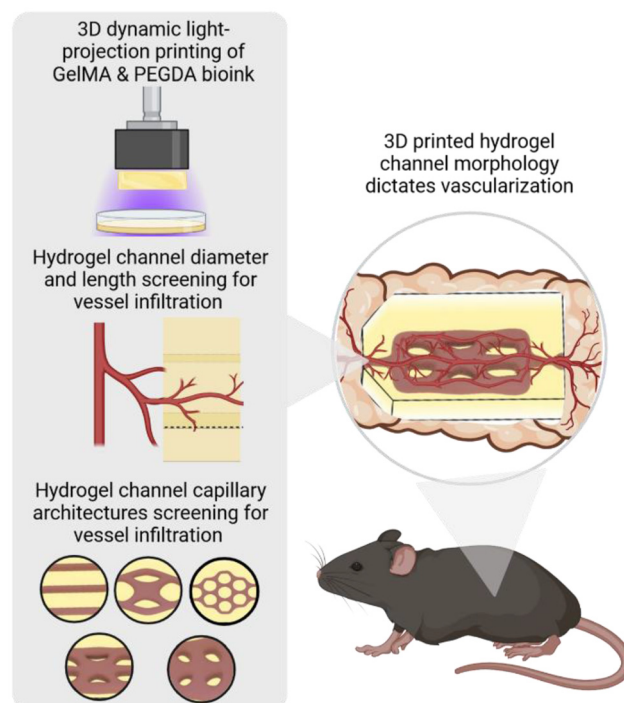 3D dynamic light-
projection printing of
GelMA & PEGDA bioink
Hydrogel channel diameter
and length screening for
vessel infiltration
Hydrogel channel capillary
architectures screening for
vessel infiltration
3D printed hydrogel
channel morphology
dictates vascularization